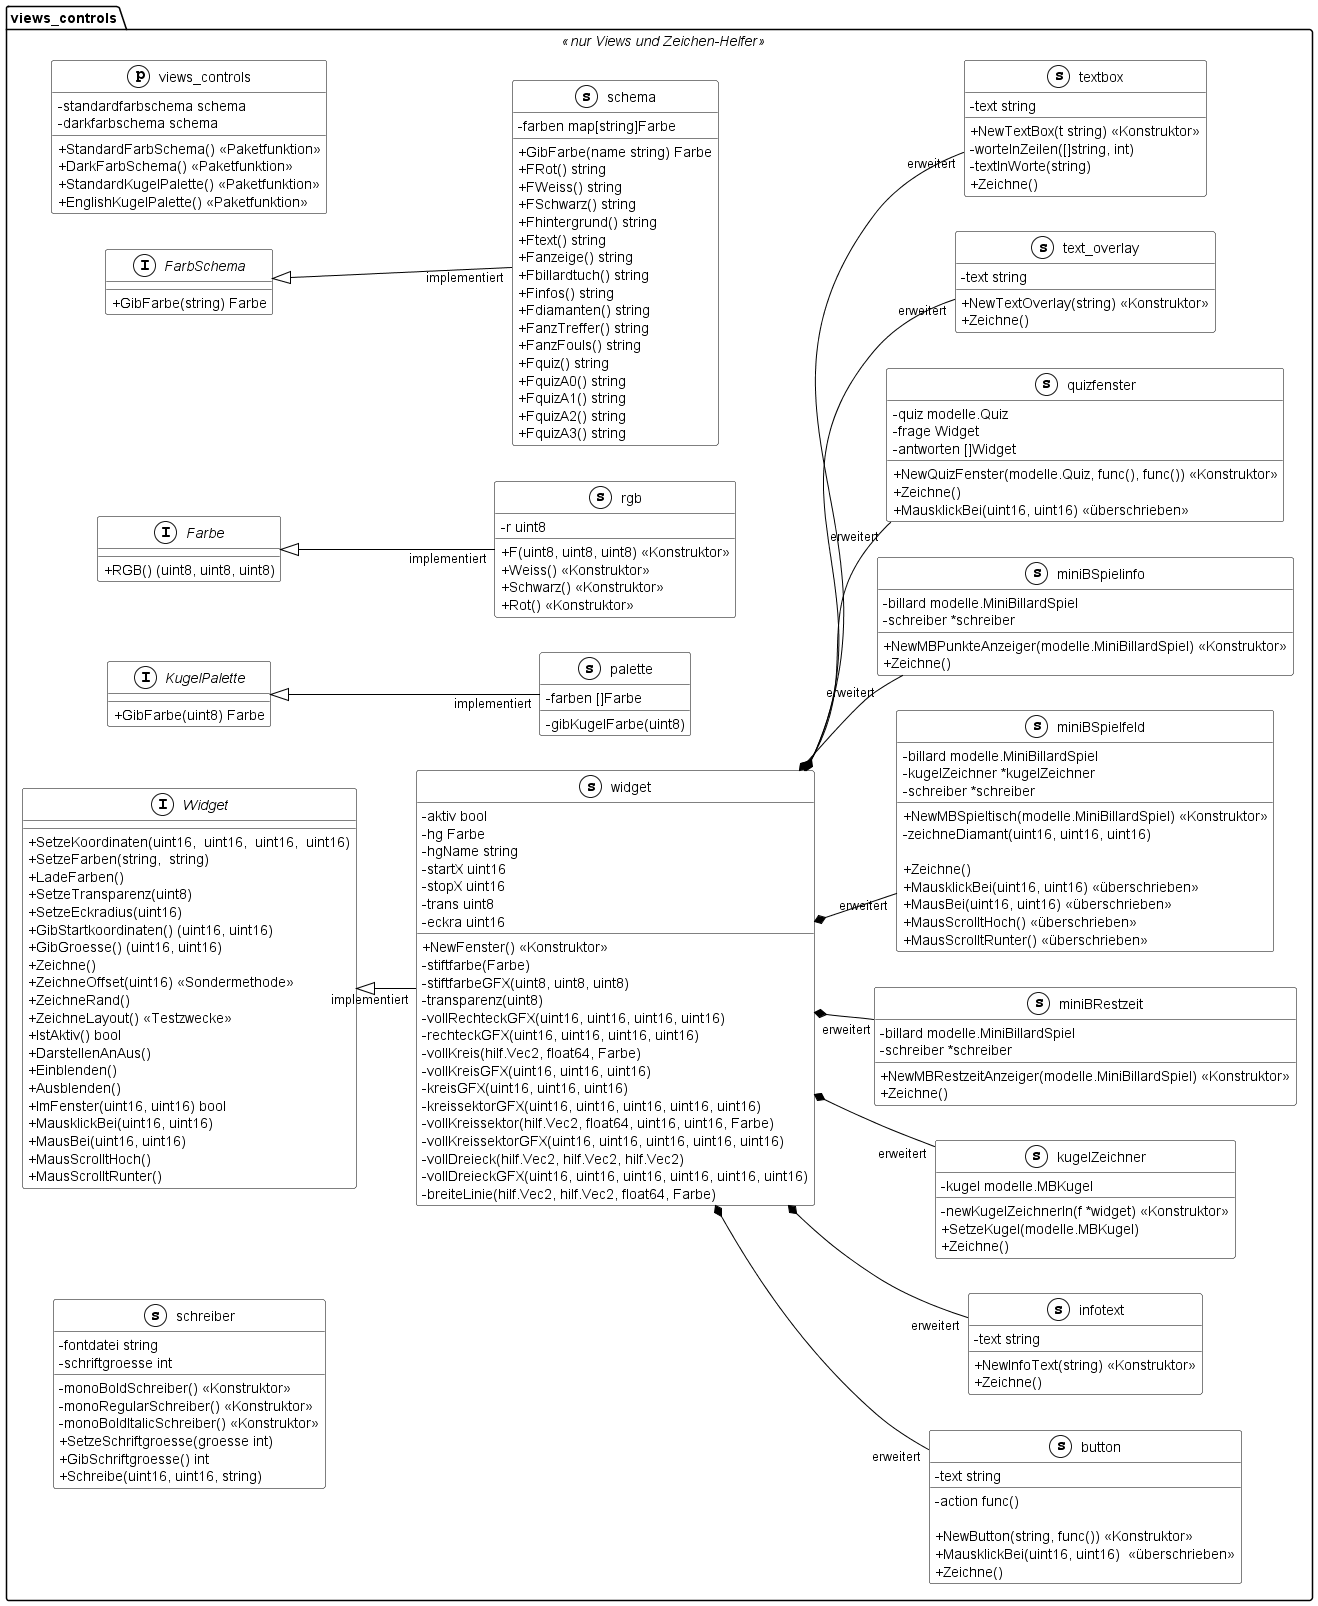 views_controls
«nur Views und Zeichen-Helfer»
P views_controls
-standardfarbschema schema
-darkfarbschema schema
+StandardFarbSchema() «Paketfunktion»
+DarkFarbSchema() «Paketfunktion»
+StandardKugelPalette() «Paketfunktion»
+EnglishKugelPalette() «Paketfunktion»
I FarbSchema
+GibFarbe(string) Farbe
implementiert
s schema
-farben map[string]Farbe
+GibFarbe(name string) Farbe
+FRot() string
+FWeiss() string
+FSchwarz() string
+Fhintergrund() string
+Ftext() string
+Fanzeige() string
+Fbillardtuch() string
+Finfos() string
+Fdiamanten() string
+FanzTreffer() string
+FanzFouls() string
+Fquiz() string
+FquizA0() string
+FquizA1() string
+FquizA2() string
+FquizA3() string
I Farbe
+RGB() (uint8, uint8, uint8)
implementiert
s rgb
-r uint8
+F(uint8, uint8, uint8) «Konstruktor»
+Weiss() «Konstruktor»
+Schwarz() «Konstruktor»
+Rot() «Konstruktor»
I KugelPalette
+GibFarbe(uint8) Farbe
implementiert
s palette
-farben []Farbe
-gibKugelFarbe(uint8)
I Widget
+SetzeKoordinaten(uint16,  uint16,  uint16,  uint16)
+SetzeFarben(string,  string)
+LadeFarben()
+SetzeTransparenz(uint8)
+SetzeEckradius(uint16)
+GibStartkoordinaten() (uint16, uint16)
+GibGroesse() (uint16, uint16)
+Zeichne()
+ZeichneOffset(uint16) «Sondermethode»
+ZeichneRand()
+ZeichneLayout() «Testzwecke»
+IstAktiv() bool
+DarstellenAnAus()
+Einblenden()
+Ausblenden()
+ImFenster(uint16, uint16) bool
+MausklickBei(uint16, uint16)
+MausBei(uint16, uint16)
+MausScrolltHoch()
+MausScrolltRunter()
implementiert
s widget
-aktiv bool
-hg Farbe
-hgName string
-startX uint16
-stopX uint16
-trans uint8
-eckra uint16
+NewFenster() «Konstruktor»
-stiftfarbe(Farbe)
-stiftfarbeGFX(uint8, uint8, uint8)
-transparenz(uint8)
-vollRechteckGFX(uint16, uint16, uint16, uint16)
-rechteckGFX(uint16, uint16, uint16, uint16)
-vollKreis(hilf.Vec2, float64, Farbe)
-vollKreisGFX(uint16, uint16, uint16)
-kreisGFX(uint16, uint16, uint16)
-kreissektorGFX(uint16, uint16, uint16, uint16, uint16)
-vollKreissektor(hilf.Vec2, float64, uint16, uint16, Farbe)
-vollKreissektorGFX(uint16, uint16, uint16, uint16, uint16)
-vollDreieck(hilf.Vec2, hilf.Vec2, hilf.Vec2)
-vollDreieckGFX(uint16, uint16, uint16, uint16, uint16, uint16)
-breiteLinie(hilf.Vec2, hilf.Vec2, float64, Farbe)
s schreiber
-fontdatei string
-schriftgroesse int
-monoBoldSchreiber() «Konstruktor»
-monoRegularSchreiber() «Konstruktor»
-monoBoldItalicSchreiber() «Konstruktor»
+SetzeSchriftgroesse(groesse int)
+GibSchriftgroesse() int
+Schreibe(uint16, uint16, string)
s textbox
-text string
+NewTextBox(t string) «Konstruktor»
-worteInZeilen([]string, int)
-textInWorte(string)
+Zeichne()
erweitert
s text_overlay
-text string
+NewTextOverlay(string) «Konstruktor»
+Zeichne()
erweitert
s quizfenster
-quiz modelle.Quiz
-frage Widget
-antworten []Widget
+NewQuizFenster(modelle.Quiz, func(), func()) «Konstruktor»
+Zeichne()
+MausklickBei(uint16, uint16) «überschrieben»
erweitert
s miniBSpielinfo
-billard modelle.MiniBillardSpiel
-schreiber *schreiber
+NewMBPunkteAnzeiger(modelle.MiniBillardSpiel) «Konstruktor»
+Zeichne()
erweitert
s miniBSpielfeld
-billard modelle.MiniBillardSpiel
-kugelZeichner *kugelZeichner
-schreiber *schreiber
+NewMBSpieltisch(modelle.MiniBillardSpiel) «Konstruktor»
-zeichneDiamant(uint16, uint16, uint16)
+Zeichne()
+MausklickBei(uint16, uint16) «überschrieben»
+MausBei(uint16, uint16) «überschrieben»
+MausScrolltHoch() «überschrieben»
+MausScrolltRunter() «überschrieben»
erweitert
s miniBRestzeit
-billard modelle.MiniBillardSpiel
-schreiber *schreiber
+NewMBRestzeitAnzeiger(modelle.MiniBillardSpiel) «Konstruktor»
+Zeichne()
erweitert
s kugelZeichner
-kugel modelle.MBKugel
-newKugelZeichnerIn(f *widget) «Konstruktor»
+SetzeKugel(modelle.MBKugel)
+Zeichne()
erweitert
s infotext
-text string
+NewInfoText(string) «Konstruktor»
+Zeichne()
erweitert
s button
-text string
-action func()
+NewButton(string, func()) «Konstruktor»
+MausklickBei(uint16, uint16)  «überschrieben»
+Zeichne()
erweitert